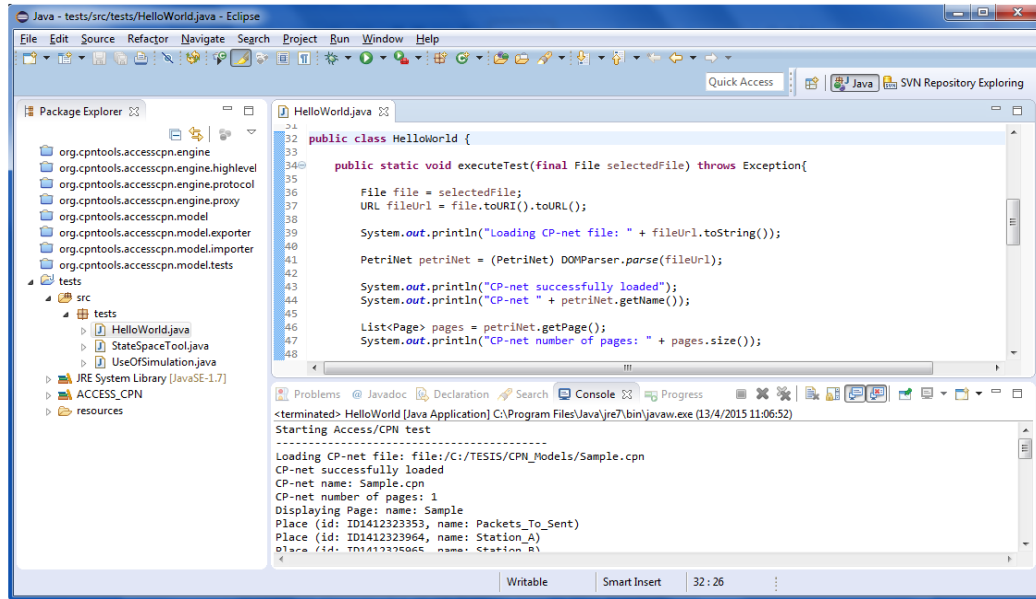 Java - tests/src/tests/HelloWorld.java - Eclipse
File Edit Source Refactor Navigate Search Project Run Window Help
Quick Access Java SVN Repository Exploring
Package Explorer
org.cpntools.accesscpn.engine
org.cpntools.accesscpn.engine.highlevel
org.cpntools.accesscpn.engine.protocol
org.cpntools.accesscpn.engine.proxy
org.cpntools.accesscpn.model
org.cpntools.accesscpn.model.exporter
org.cpntools.accesscpn.model.importer
org.cpntools.accesscpn.model.tests
tests
src
tests
HelloWorld.java
StateSpaceTool.java
UseOfSimulation.java
JRE System Library [JavaSE-1.7]
ACCESS_CPN
resources
HelloWorld.java
31
32 public class HelloWorld {
33
34 public static void executeTest(final File selectedFile) throws Exception{
35
36 File file = selectedFile;
37 URL fileUrl = file.toURI().toURL();
38
39 System.out.println("Loading CP-net file: " + fileUrl.toString());
40
41 PetriNet petriNet = (PetriNet) DOMParser.parse(fileUrl);
42
43 System.out.println("CP-net successfully loaded");
44 System.out.println("CP-net " + petriNet.getName());
45
46 List<Page> pages = petriNet.getPage();
47 System.out.println("CP-net number of pages: " + pages.size());
48
Problems @ Javadoc Declaration Search Console Progress
<terminated> HelloWorld [Java Application] C:\Program Files\Java\jre7\bin\javaw.exe (13/4/2015 11:06:52)
Starting Access/CPN test
------------------------------------------
Loading CP-net file: file:/C:/TESIS/CPN_Models/Sample.cpn
CP-net successfully loaded
CP-net name: Sample.cpn
CP-net number of pages: 1
Displaying Page: name: Sample
Place (id: ID1412323353, name: Packets_To_Sent)
Place (id: ID1412323964, name: Station_A)
Place (id: ID1412325965, name: Station_B)
Writable Smart Insert 32 : 26